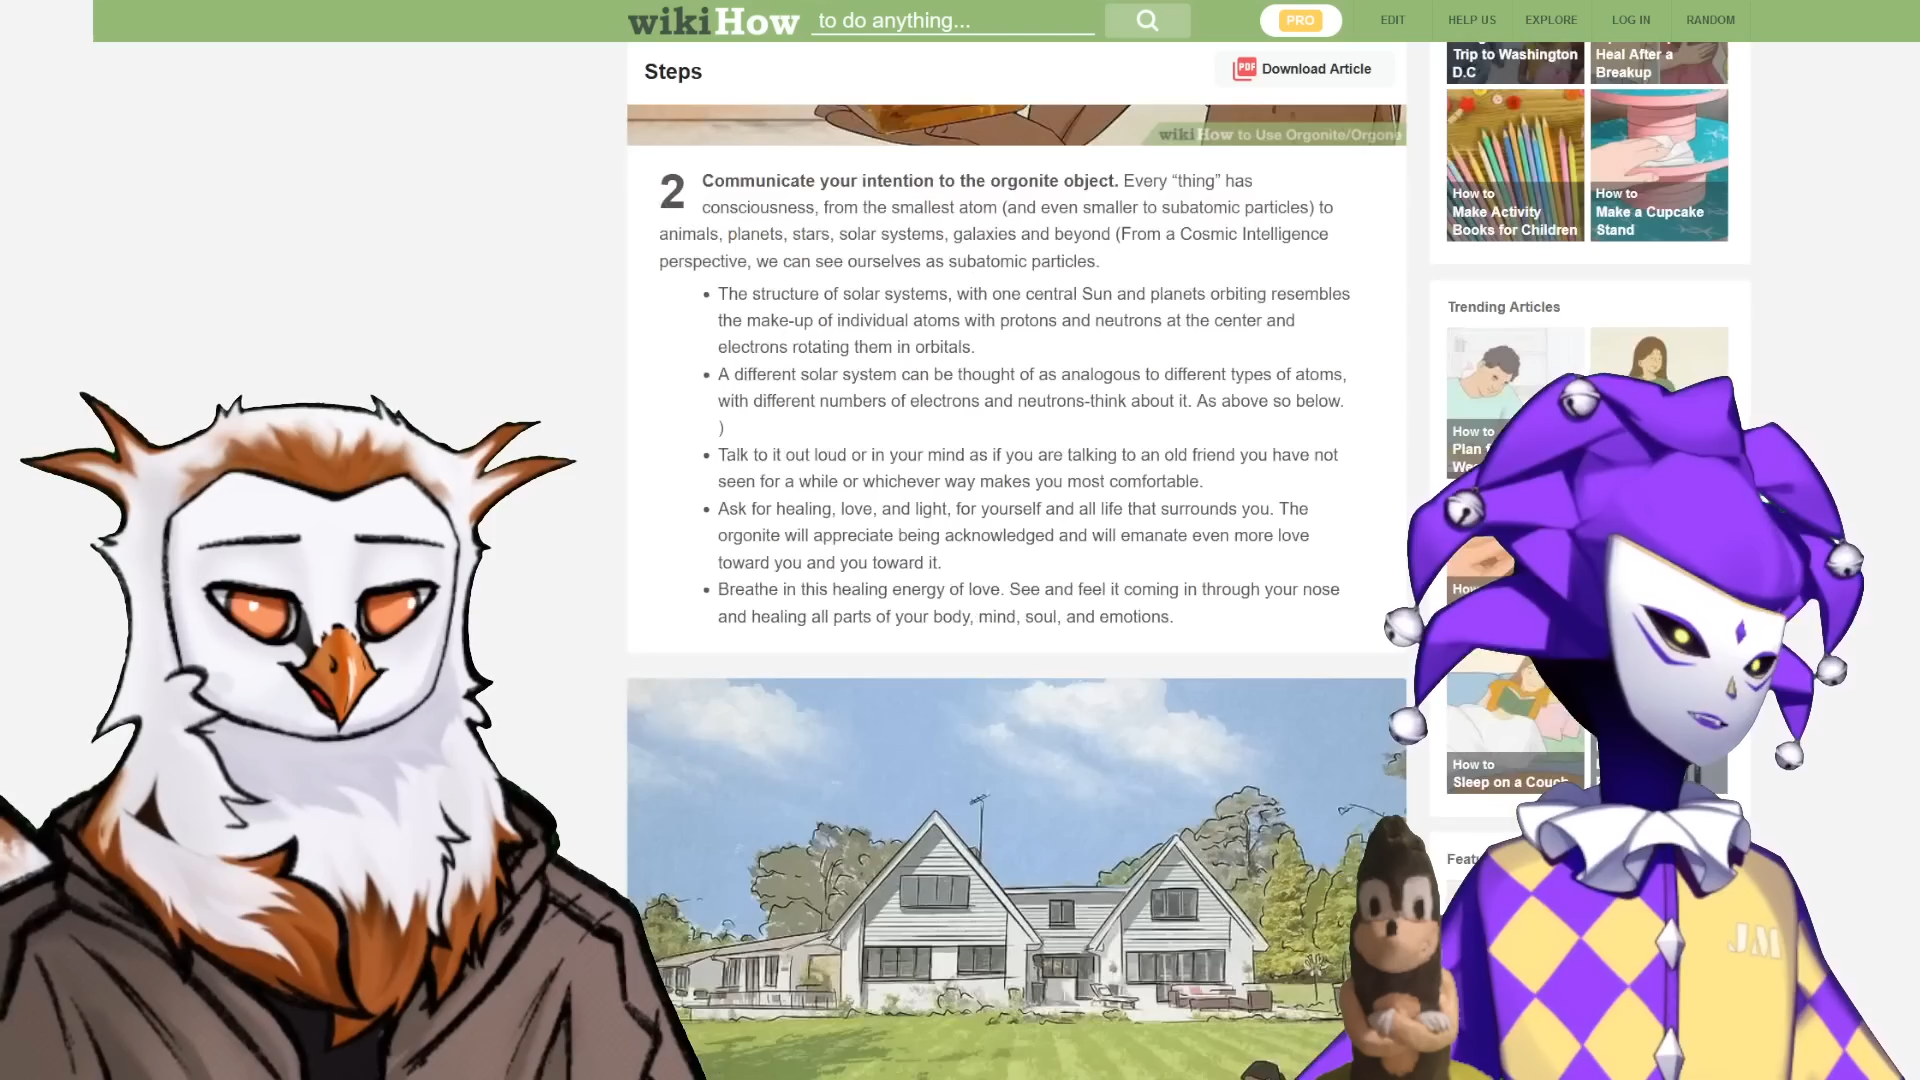 wikiHow to do anything...
PRO
EDIT
HELP US
EXPLORE
LOG IN
RANDOM
Steps
Download Article
PDF
wikiHow to Use Orgonite/Orgone
2 Communicate your intention to the orgonite object. Every “thing” has
consciousness, from the smallest atom (and even smaller to subatomic particles) to
animals, planets, stars, solar systems, galaxies and beyond (From a Cosmic Intelligence
perspective, we can see ourselves as subatomic particles.
• The structure of solar systems, with one central Sun and planets orbiting resembles
the make-up of individual atoms with protons and neutrons at the center and
electrons rotating them in orbitals.
• A different solar system can be thought of as analogous to different types of atoms,
with different numbers of electrons and neutrons-think about it. As above so below.
)
• Talk to it out loud or in your mind as if you are talking to an old friend you have not
seen for a while or whichever way makes you most comfortable.
• Ask for healing, love, and light, for yourself and all life that surrounds you. The
orgonite will appreciate being acknowledged and will emanate even more love
toward you and you toward it.
• Breathe in this healing energy of love. See and feel it coming in through your nose
and healing all parts of your body, mind, soul, and emotions.
Trip to Washington
D.C
Heal After a
Breakup
How to
Make Activity
Books for Children
How to
Make a Cupcake
Stand
Trending Articles
How to
Plan
How to
Sleep on a Couch
JM